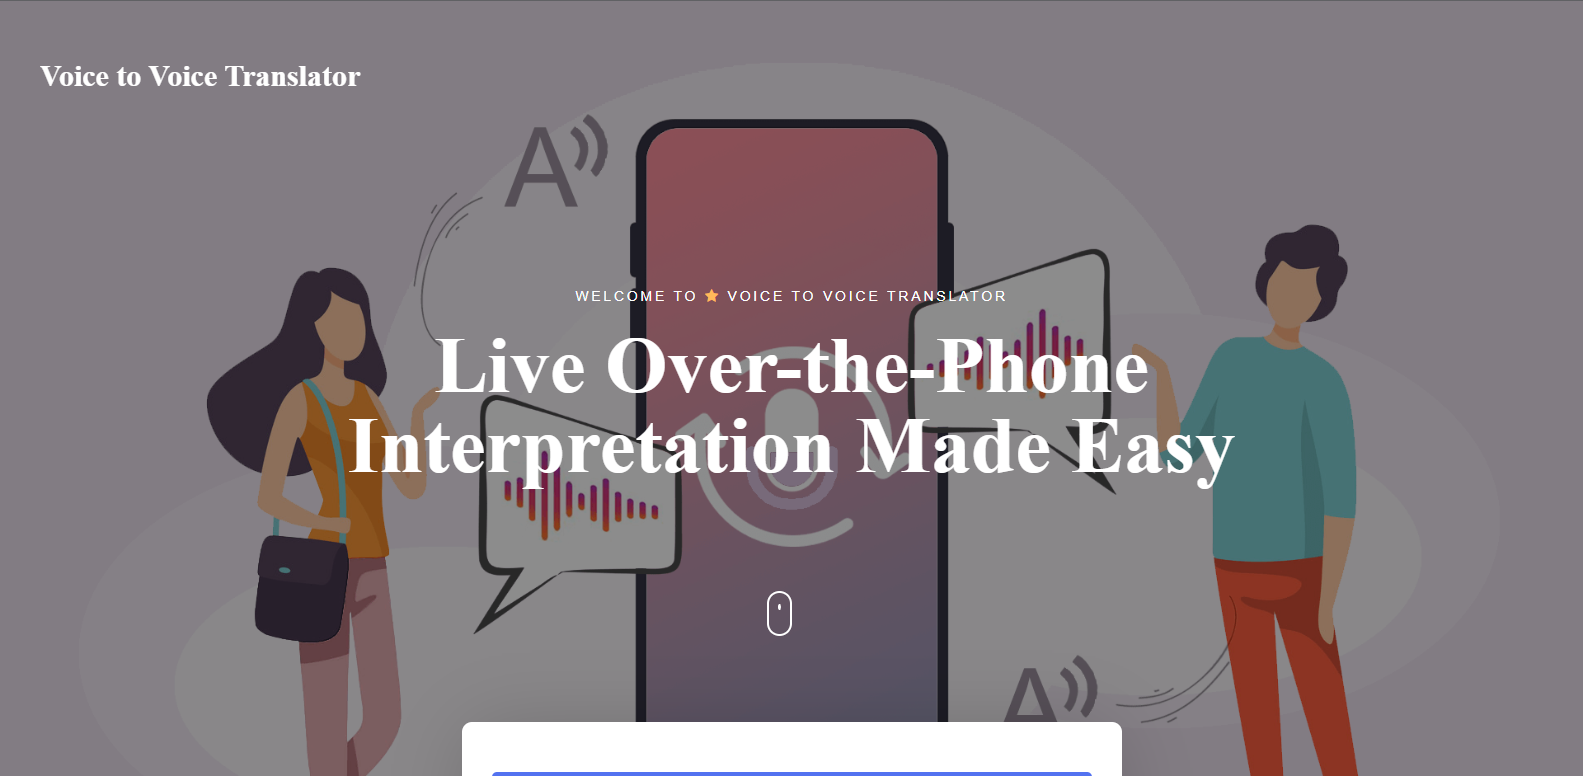 Voice to Voice Translator
A
WELCOME TO ⭐ VOICE TO VOICE TRANSLATOR
Live Over-the-Phone
Interpretation Made Easy
A